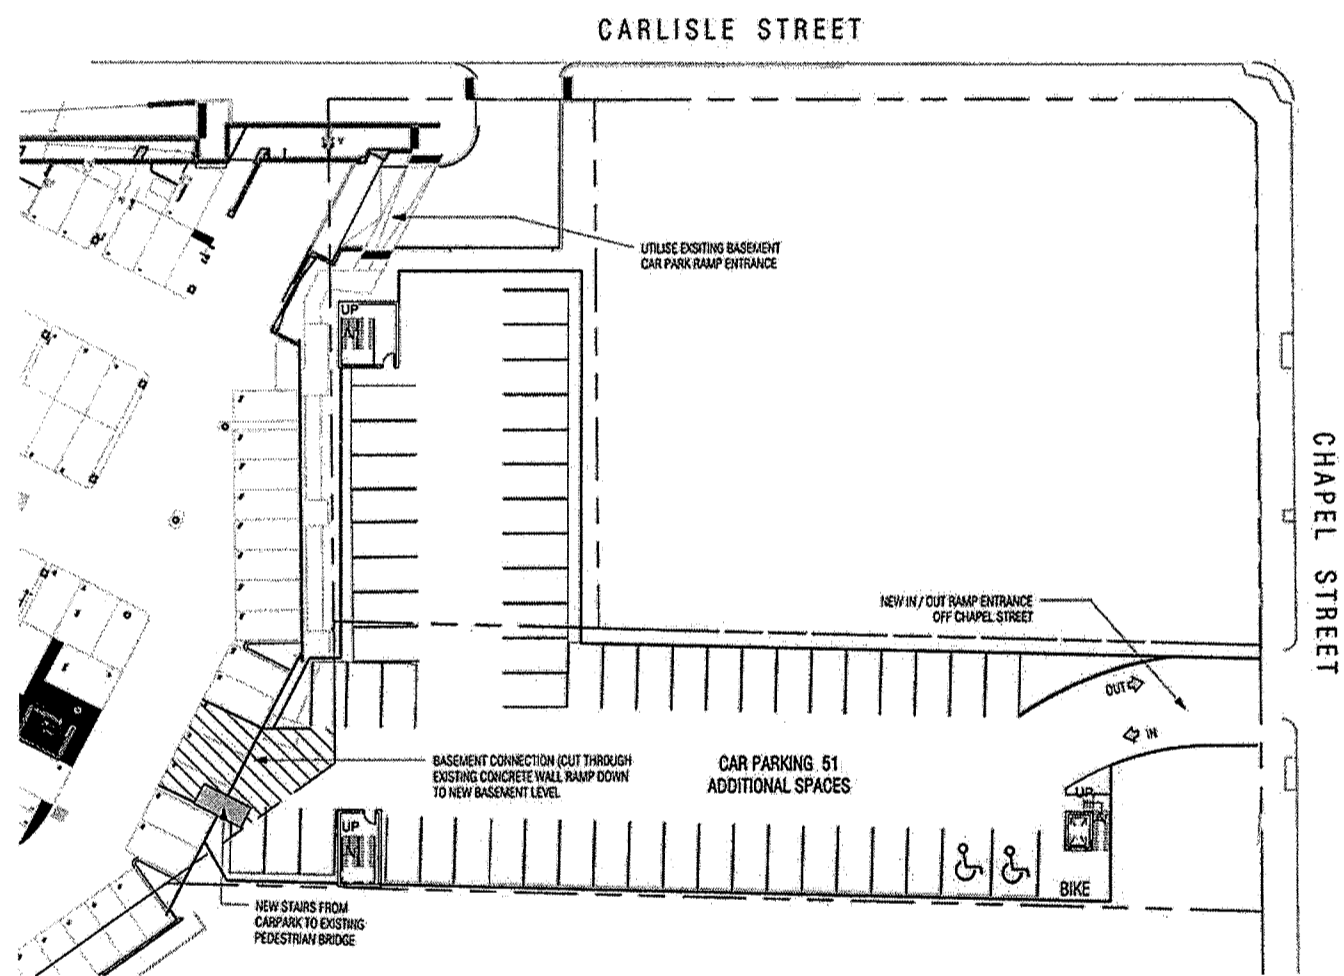 CARLISLE STREET
UTILISE EXSITING BASEMENT
CAR PARK RAMP ENTRANCE
UP
CHAPEL STREET
NEW IN / OUT RAMP ENTRANCE
OFF CHAPEL STREET
OUT
IN
BASEMENT CONNECTION (CUT THROUGH
EXISTING CONCRETE WALL RAMP DOWN
TO NEW BASEMENT LEVEL
CAR PARKING 51
ADDITIONAL SPACES
UP
UP
BIKE
NEW STAIRS FROM
CARPARK TO EXISTING
PEDESTRIAN BRIDGE